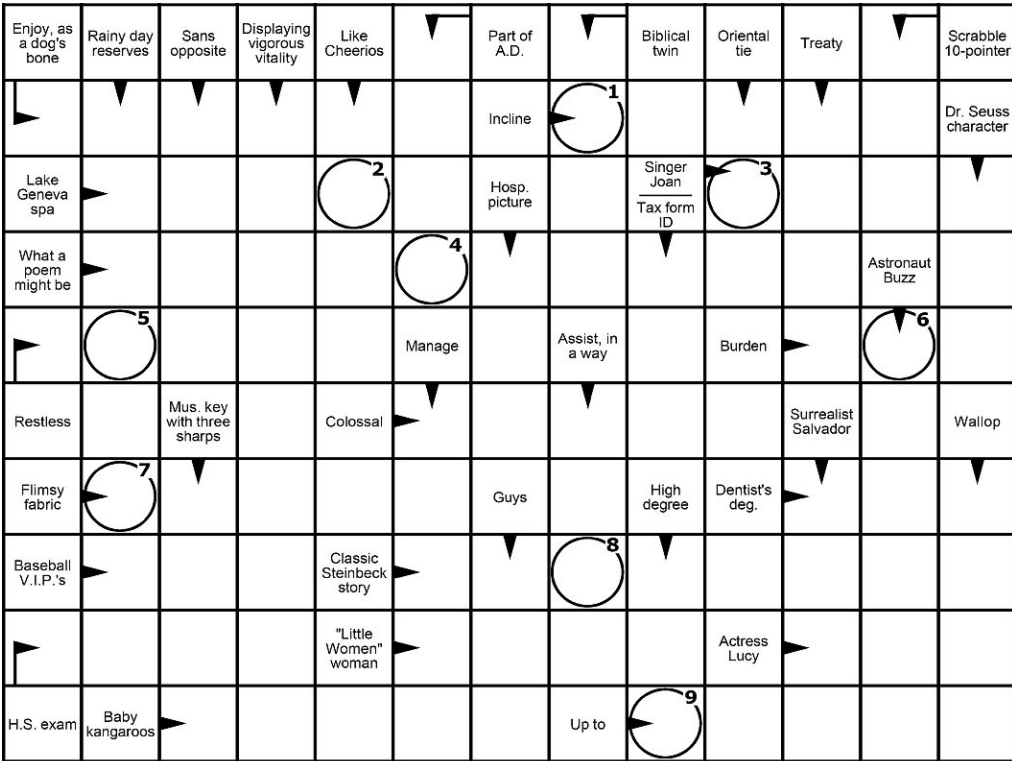 Enjoy, as
a dog's
bone
Rainy day
reserves
Sans
opposite
Displaying
vigorous
vitality
Like
Cheerios
Part of
A.D.
Biblical
twin
Oriental
tie
Treaty
Scrabble
10-pointer
Incline
1
Dr. Seuss
character
Lake
Geneva
spa
2
Hosp.
picture
Singer
Joan
Tax form
ID
3
What a
poem
might be
4
Astronaut
Buzz
5
Manage
Assist, in
a way
Burden
6
Restless
Mus. key
with three
sharps
Colossal
Surrealist
Salvador
Wallop
Flimsy
fabric
7
Guys
High
degree
Dentist's
deg.
Baseball
V.I.P.'s
Classic
Steinbeck
story
8
"Little
Women"
woman
Actress
Lucy
H.S. exam
Baby
kangaroos
Up to
9